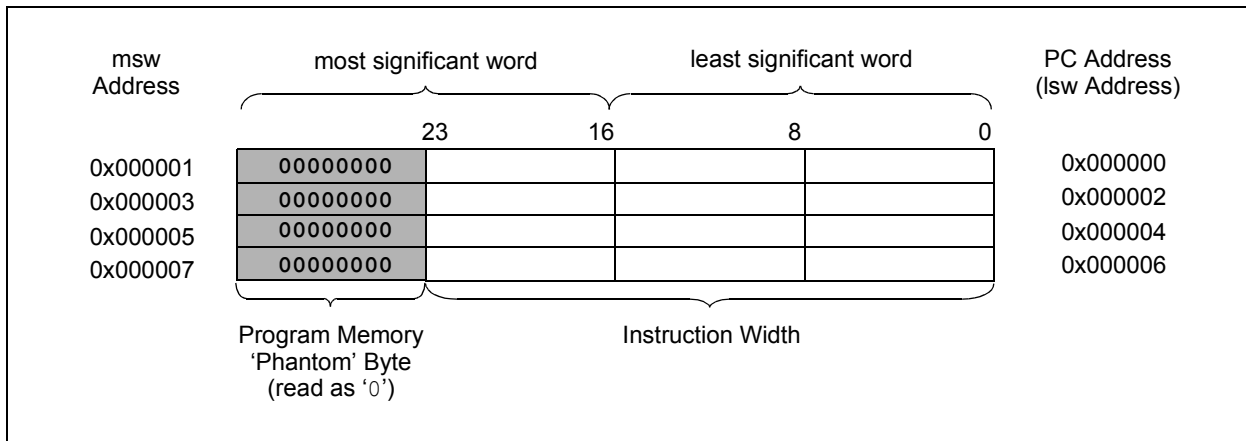 msw
Address
most significant word
least significant word
PC Address
(lsw Address)
23 16 8 0
0x000001 00000000 0x000000
0x000003 00000000 0x000002
0x000005 00000000 0x000004
0x000007 00000000 0x000006
Program Memory
‘Phantom’ Byte
(read as ‘0’)
Instruction Width